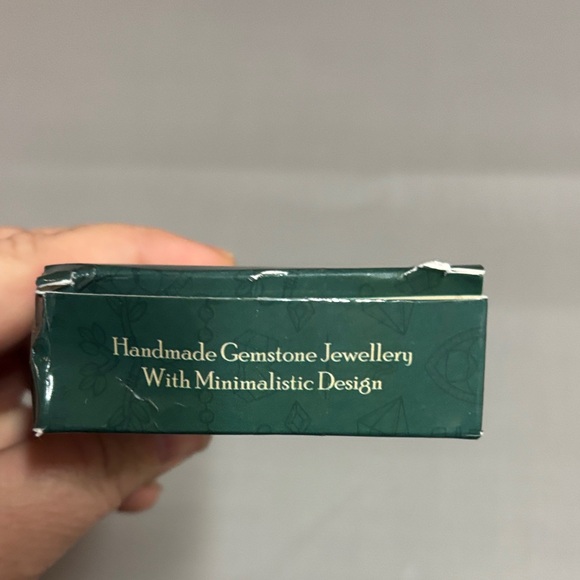 Handmade Gemstone Jewellery
With Minimalistic Design